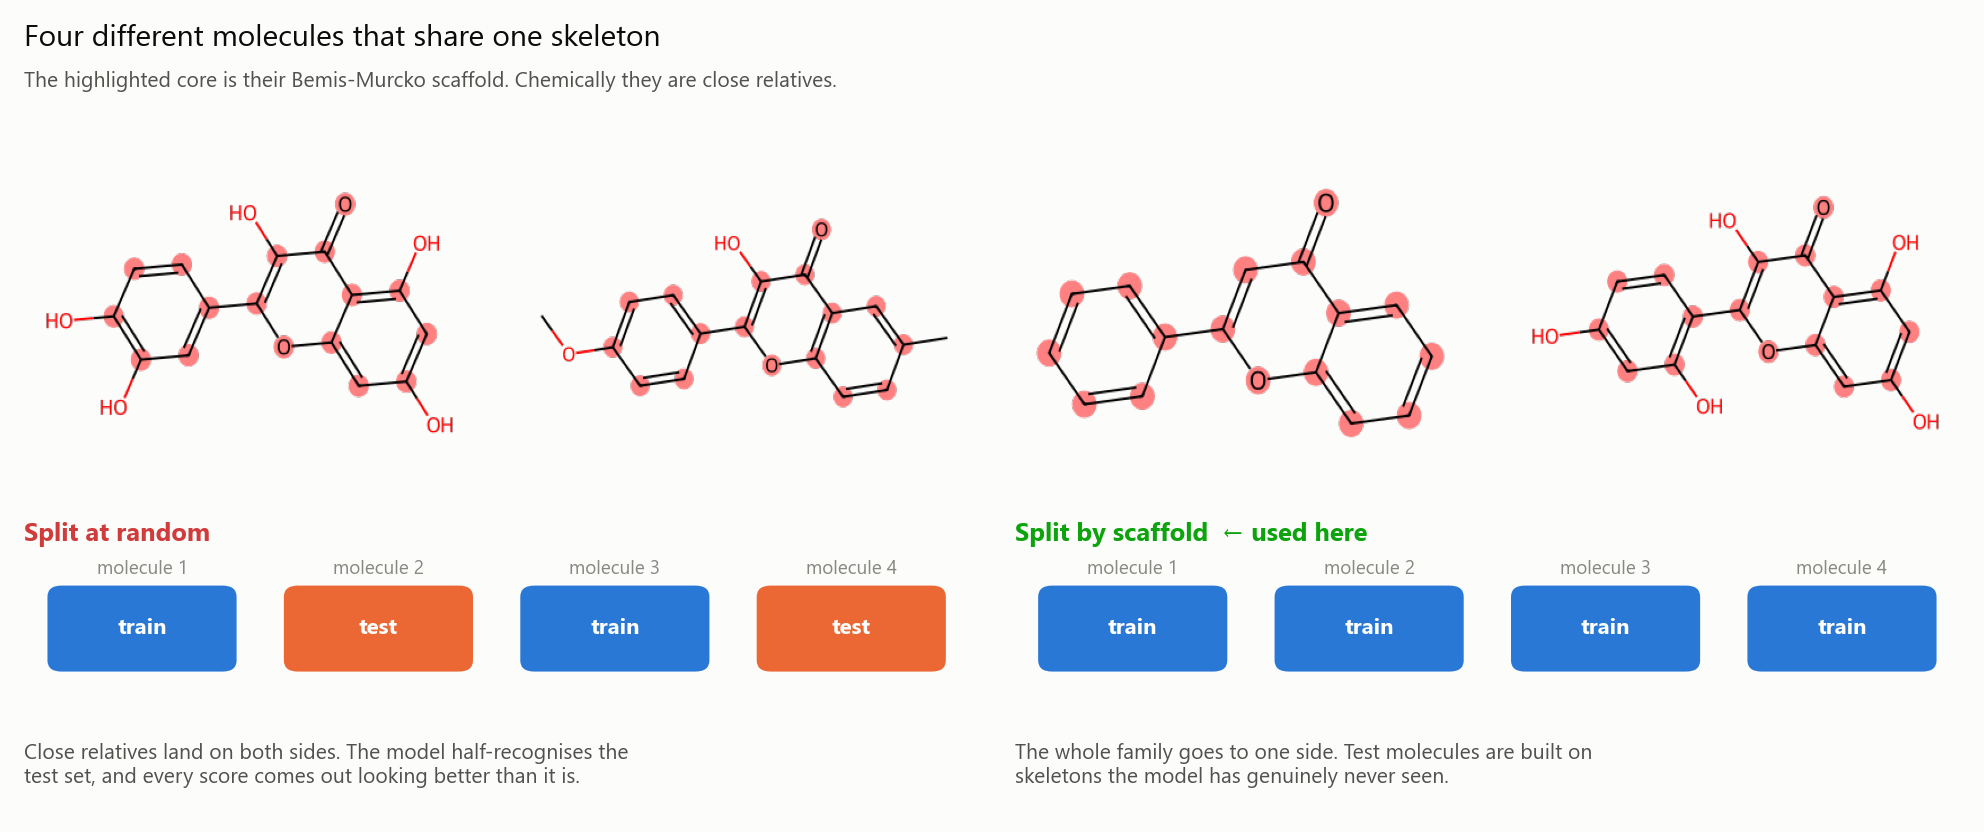 Four different molecules that share one skeleton
The highlighted core is their Bemis-Murcko scaffold. Chemically they are close relatives.
HO O OH HO HO O OH
HO O O O
O O
HO O OH HO O OH OH
Split at random
molecule 1 molecule 2 molecule 3 molecule 4
train test train test
Close relatives land on both sides. The model half-recognises the
test set, and every score comes out looking better than it is.
Split by scaffold ← used here
molecule 1 molecule 2 molecule 3 molecule 4
train train train train
The whole family goes to one side. Test molecules are built on
skeletons the model has genuinely never seen.